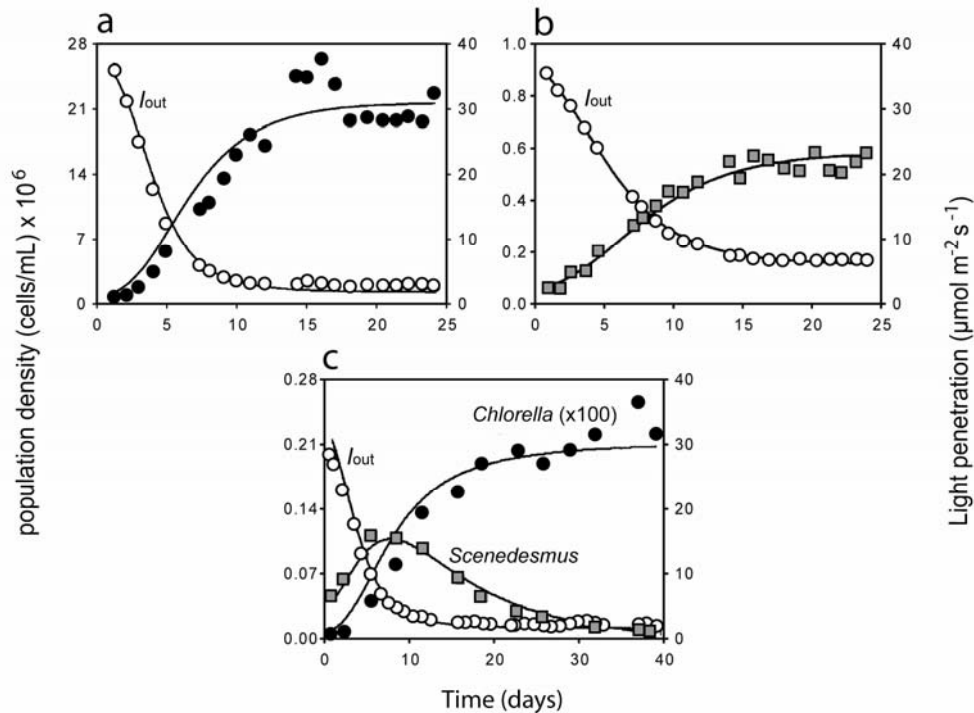 a
28
21
14
7
0
40
30
20
10
0
0 5 10 15 20 25
Iout
b
1.0
0.8
0.6
0.4
0.2
0.0
40
30
20
10
0
0 5 10 15 20 25
Iout
c
0.28
0.21
0.14
0.07
0.00
40
30
20
10
0
0 10 20 30 40
Iout
Chlorella (x100)
Scenedesmus
population density (cells/mL) x 10⁶
Light penetration (µmol m⁻² s⁻¹)
Time (days)